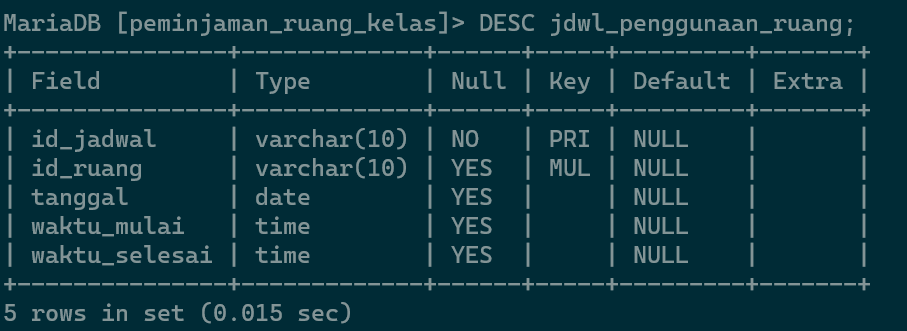 MariaDB [peminjaman_ruang_kelas]> DESC jdwl_penggunaan_ruang;
+---------------+-------------+------+-----+---------+-------+
| Field         | Type        | Null | Key | Default | Extra |
+---------------+-------------+------+-----+---------+-------+
| id_jadwal     | varchar(10) | NO   | PRI | NULL    |       |
| id_ruang      | varchar(10) | YES  | MUL | NULL    |       |
| tanggal       | date        | YES  |     | NULL    |       |
| waktu_mulai   | time        | YES  |     | NULL    |       |
| waktu_selesai | time        | YES  |     | NULL    |       |
+---------------+-------------+------+-----+---------+-------+
5 rows in set (0.015 sec)